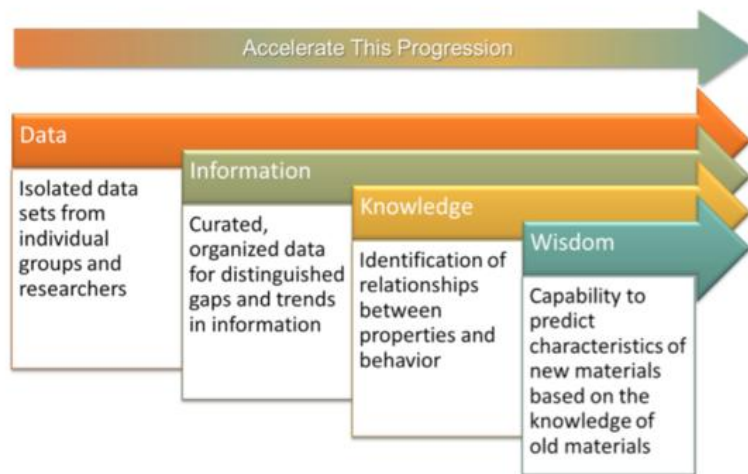 Accelerate This Progression
Data
Isolated data
sets from
individual
groups and
researchers
Information
Curated,
organized data
for distinguished
gaps and trends
in information
Knowledge
Identification of
relationships
between
properties and
behavior
Wisdom
Capability to
predict
characteristics of
new materials
based on the
knowledge of
old materials